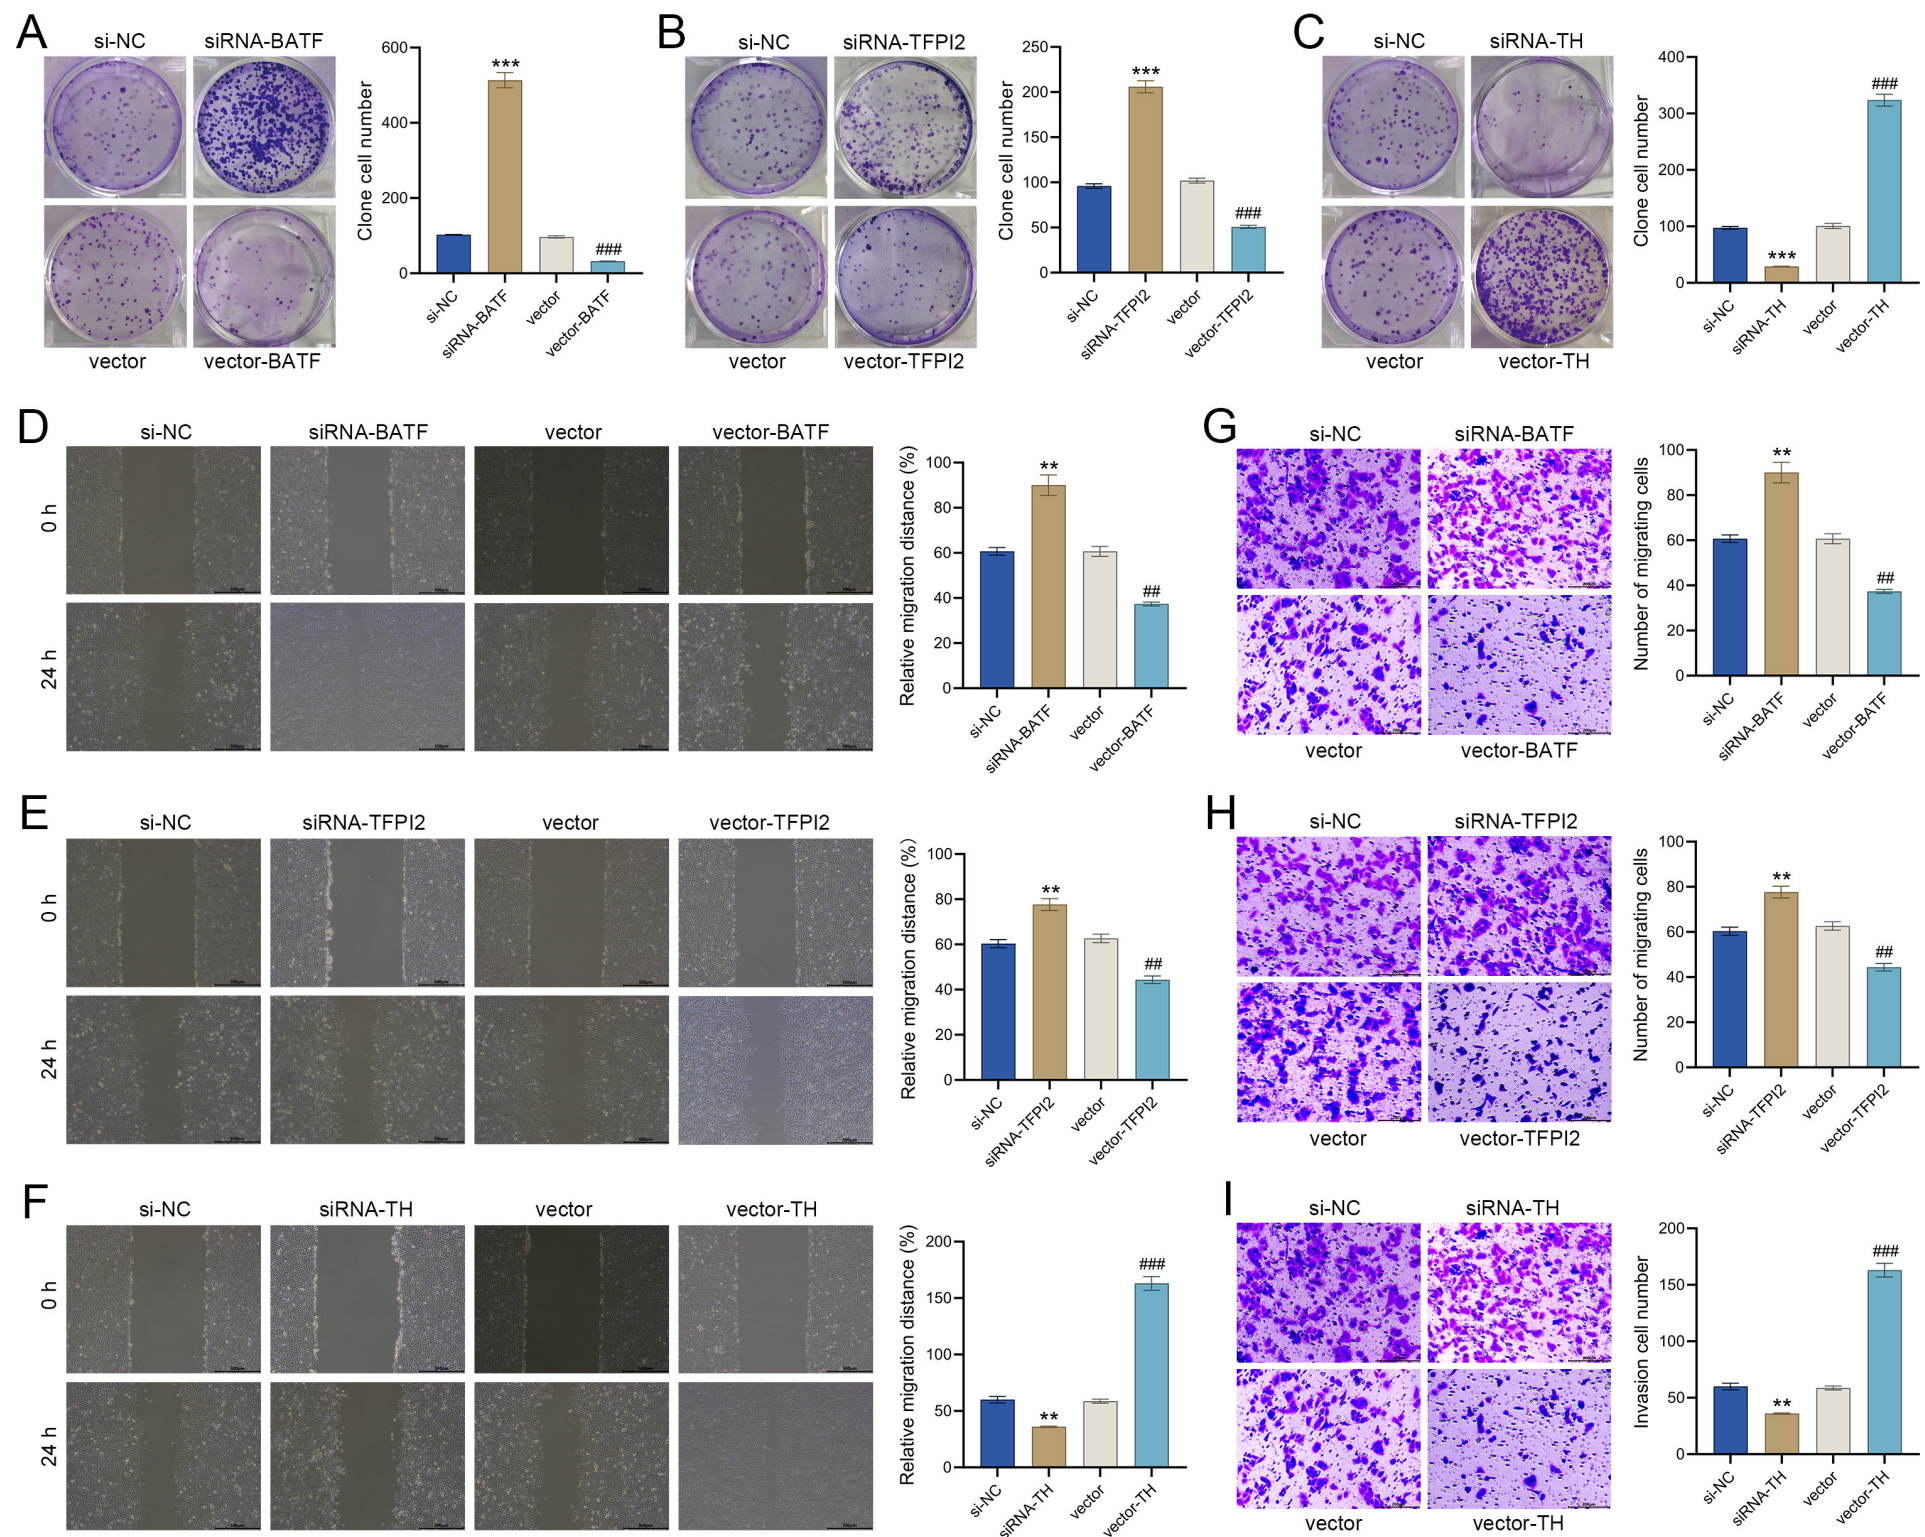 A
si-NC
siRNA-BATF
vector
vector-BATF
Clone cell number
600
400
200
0
***
###
si-NC
siRNA-BATF
vector
vector-BATF
B
si-NC
siRNA-TFPI2
vector
vector-TFPI2
Clone cell number
250
200
150
100
50
0
***
###
si-NC
siRNA-TFPI2
vector
vector-TFPI2
C
si-NC
siRNA-TH
vector
vector-TH
Clone cell number
400
300
200
100
0
***
###
si-NC
siRNA-TH
vector
vector-TH
D
si-NC
siRNA-BATF
vector
vector-BATF
0 h
24 h
Relative migration distance (%)
100
80
60
40
20
0
**
##
si-NC
siRNA-BATF
vector
vector-BATF
G
si-NC
siRNA-BATF
vector
vector-BATF
Number of migrating cells
100
80
60
40
20
0
**
##
si-NC
siRNA-BATF
vector
vector-BATF
E
si-NC
siRNA-TFPI2
vector
vector-TFPI2
0 h
24 h
Relative migration distance (%)
100
80
60
40
20
0
**
##
si-NC
siRNA-TFPI2
vector
vector-TFPI2
H
si-NC
siRNA-TFPI2
vector
vector-TFPI2
Number of migrating cells
100
80
60
40
20
0
**
##
si-NC
siRNA-TFPI2
vector
vector-TFPI2
F
si-NC
siRNA-TH
vector
vector-TH
0 h
24 h
Relative migration distance (%)
200
150
100
50
0
**
###
si-NC
siRNA-TH
vector
vector-TH
I
si-NC
siRNA-TH
vector
vector-TH
Invasion cell number
200
150
100
50
0
**
###
si-NC
siRNA-TH
vector
vector-TH